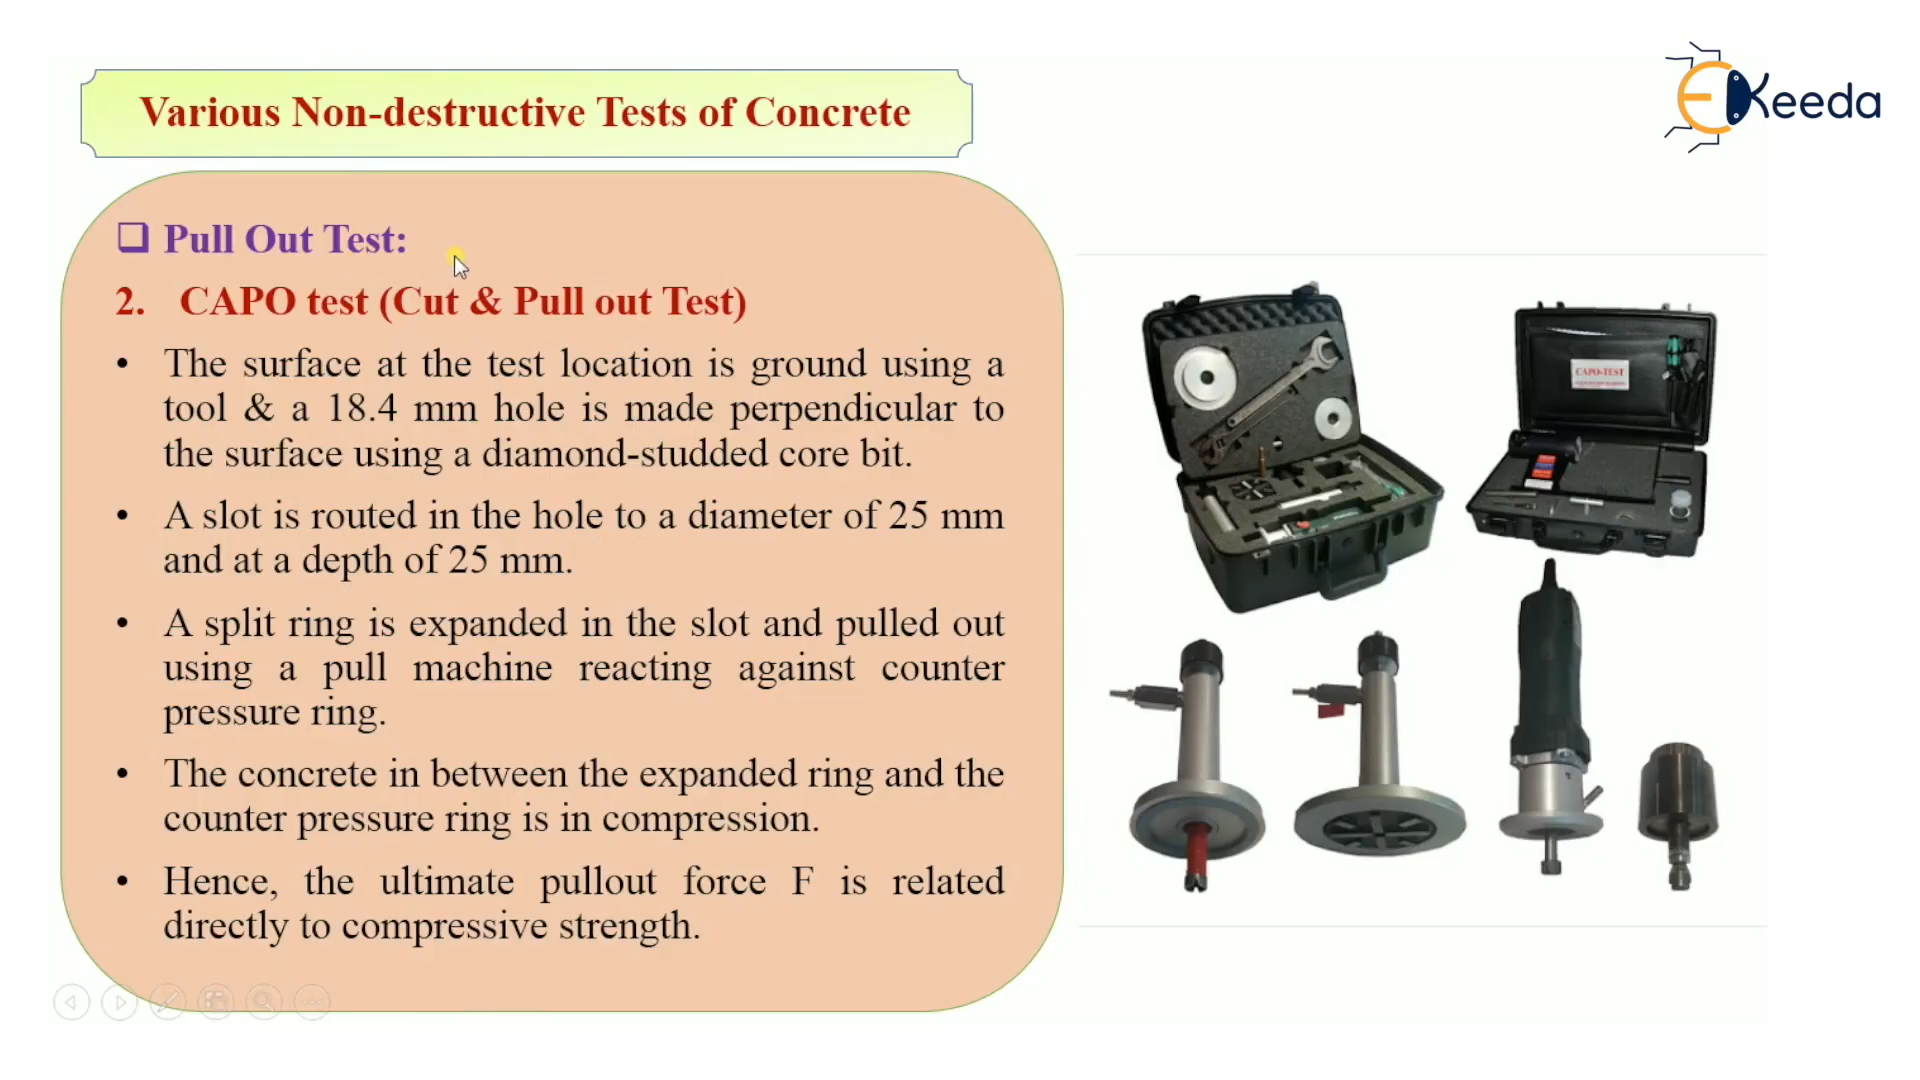 Various Non-destructive Tests of Concrete
EKeeda
Pull Out Test:
2. CAPO test (Cut & Pull out Test)
• The surface at the test location is ground using a
tool & a 18.4 mm hole is made perpendicular to
the surface using a diamond-studded core bit.
• A slot is routed in the hole to a diameter of 25 mm
and at a depth of 25 mm.
• A split ring is expanded in the slot and pulled out
using a pull machine reacting against counter
pressure ring.
• The concrete in between the expanded ring and the
counter pressure ring is in compression.
• Hence, the ultimate pullout force F is related
directly to compressive strength.
CAPO-TEST